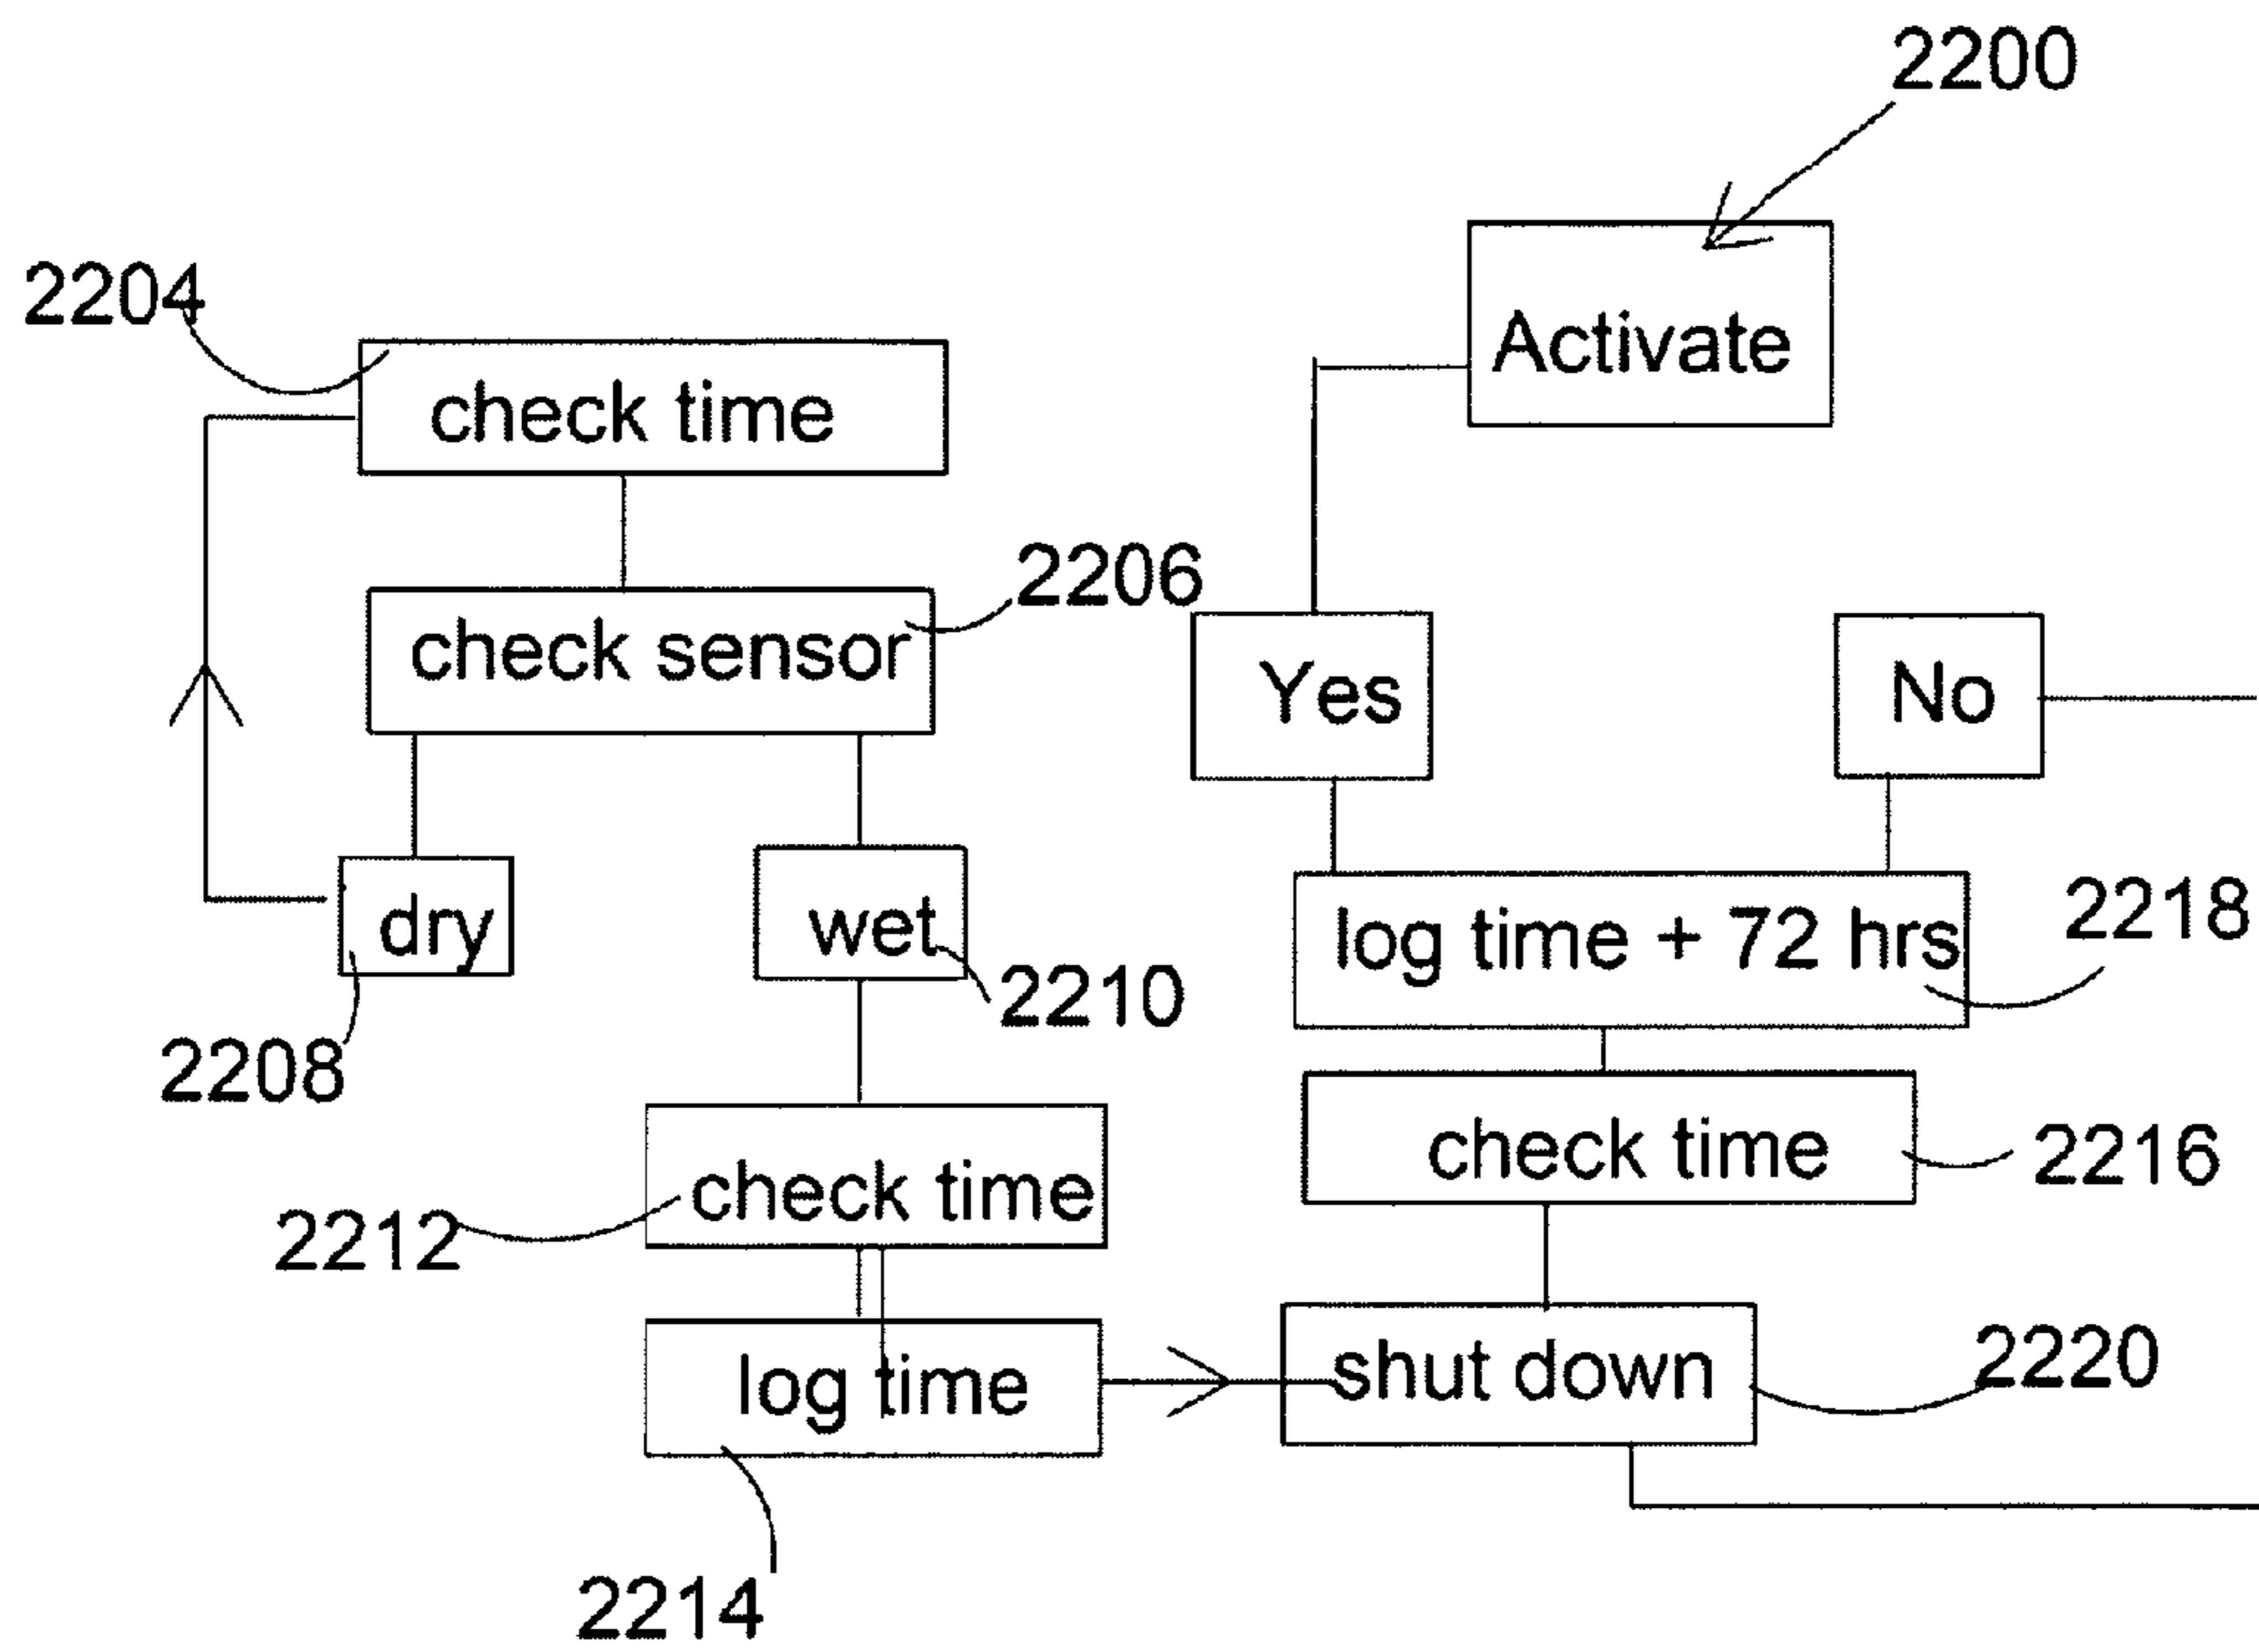 2200
Activate
2204
check time
2206
check sensor
Yes
No
dry
wet
log time + 72 hrs
2218
2210
2208
check time
2216
check time
2212
log time
shut down
2220
2214